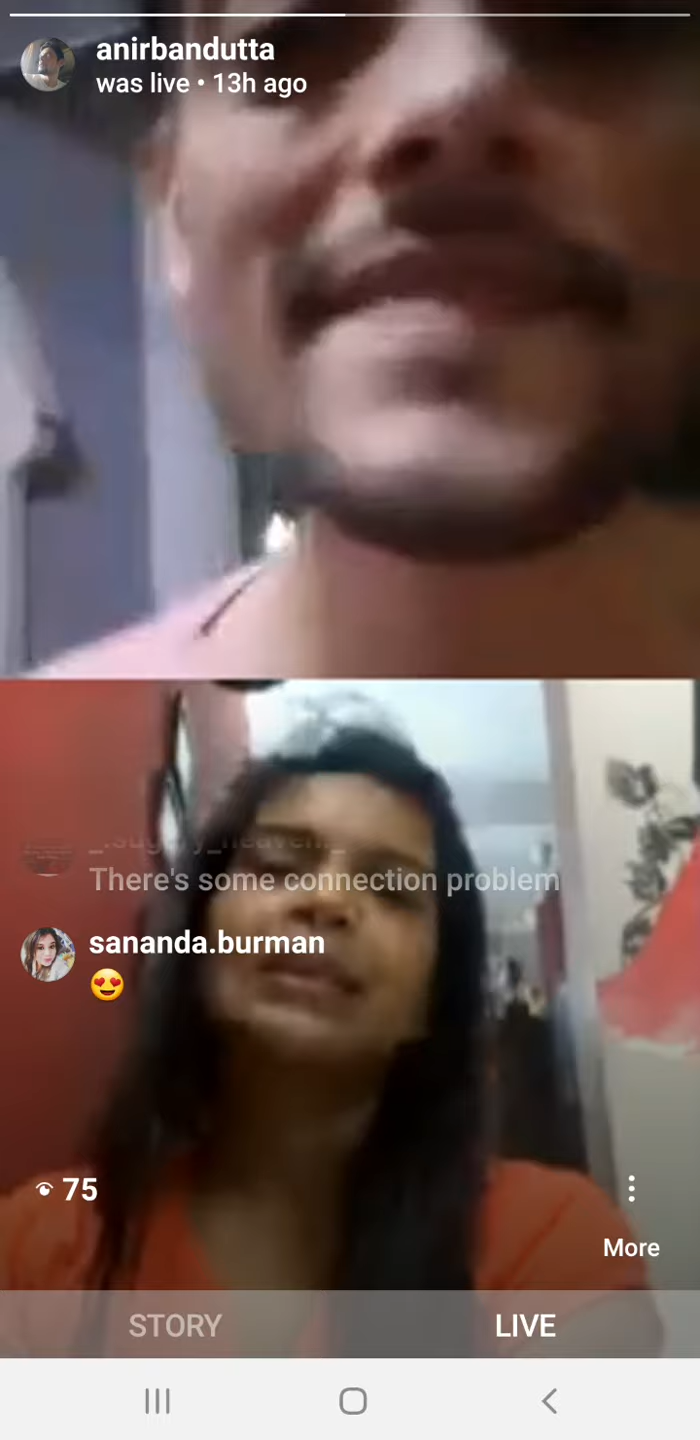 anirbandutta
was live • 13h ago
There's some connection problem
sananda.burman
😍
75
More
STORY
LIVE